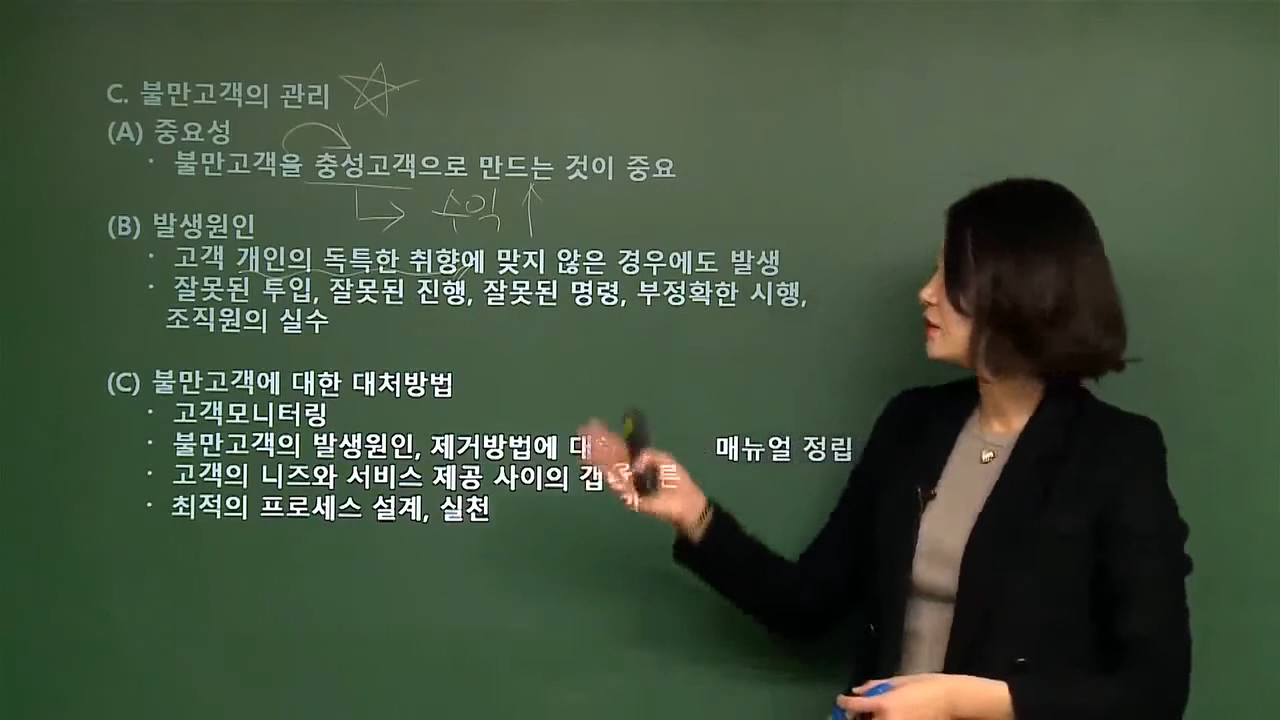 C. 불만고객의 관리
(A) 중요성
· 불만고객을 충성고객으로 만드는 것이 중요
수익
(B) 발생원인
· 고객 개인의 독특한 취향에 맞지 않은 경우에도 발생
· 잘못된 투입, 잘못된 진행, 잘못된 명령, 부정확한 시행,
조직원의 실수
(C) 불만고객에 대한 대처방법
· 고객모니터링
· 불만고객의 발생원인, 제거방법에 매뉴얼 정립
· 고객의 니즈와 서비스 제공 사이의 갭
· 최적의 프로세스 설계, 실천